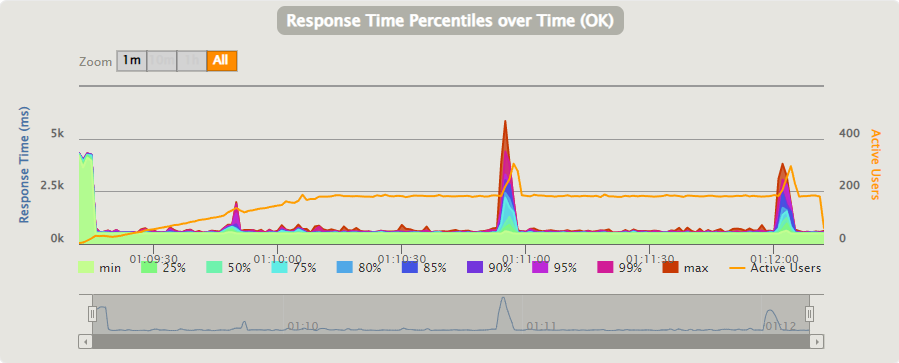 Response Time Percentiles over Time (OK)
Zoom 1m 10m 1h All
Response Time (ms)
5k
2.5k
0k
400
200
0
Active Users
01:09:30 01:10:00 01:10:30 01:11:00 01:11:30 01:12:00
min 25% 50% 75% 80% 85% 90% 95% 99% max Active Users
01:10 01:11 01:12